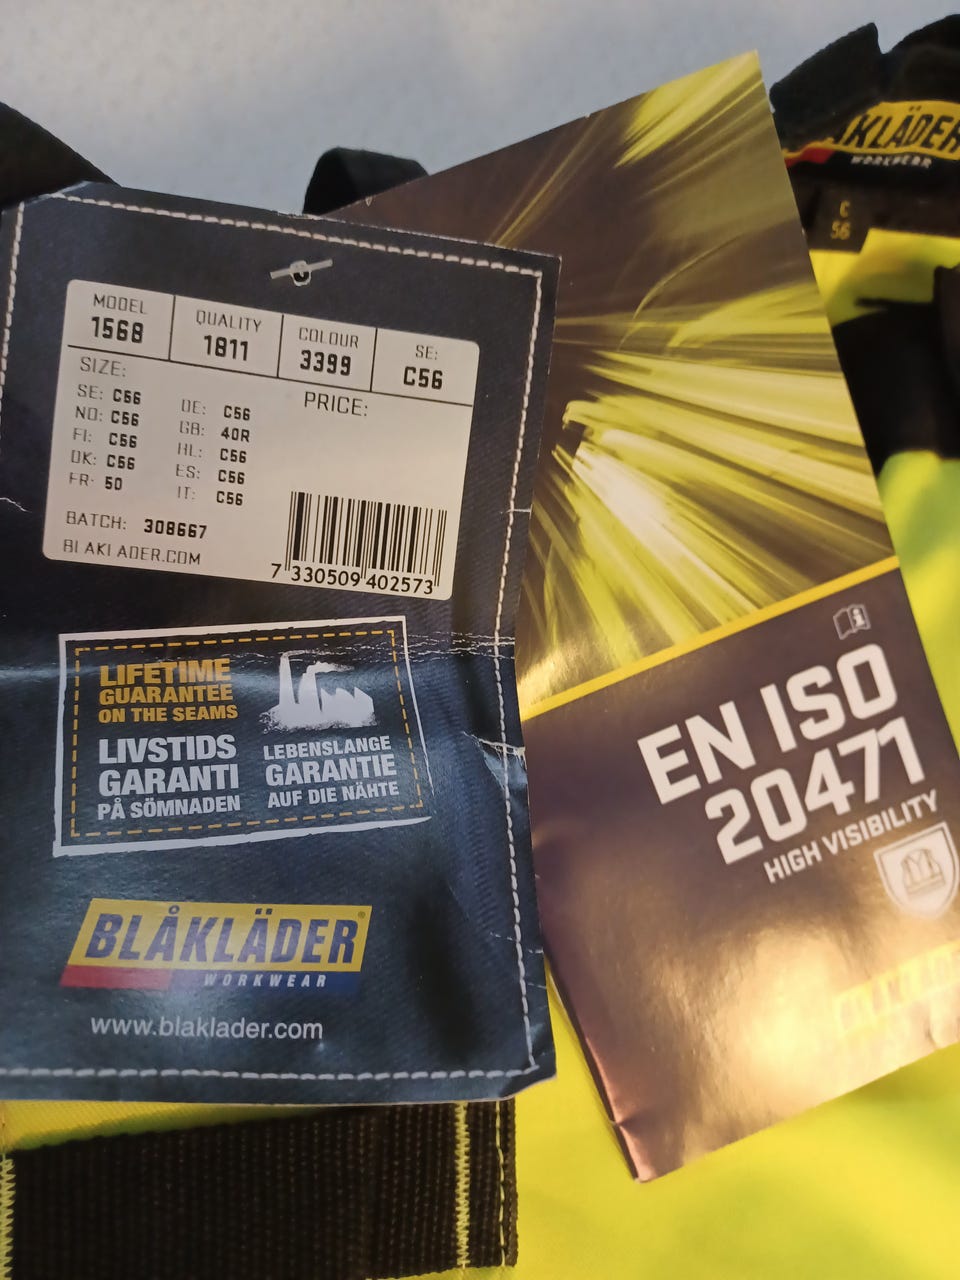 MODEL
1568
QUALITY
1811
COLOUR
3399
SE:
C56
SIZE:
PRICE:
SE: C56
NO: C56
FI: C56
DK: C56
FR: 50
DE: C56
GB: 40R
NL: C56
ES: C56
IT: C56
BATCH: 308667
BLAKLADER.COM
7 330509 402573
LIFETIME
GUARANTEE
ON THE SEAMS
LIVSTIDS
GARANTI
PÅ SÖMNADEN
LEBENSLANGE
GARANTIE
AUF DIE NÄHTE
BLÅKLÄDER®
WORKWEAR
www.blaklader.com
EN ISO
20471
HIGH VISIBILITY
BLÅKLÄD
KLÄDER
WORKWEAR
C
56